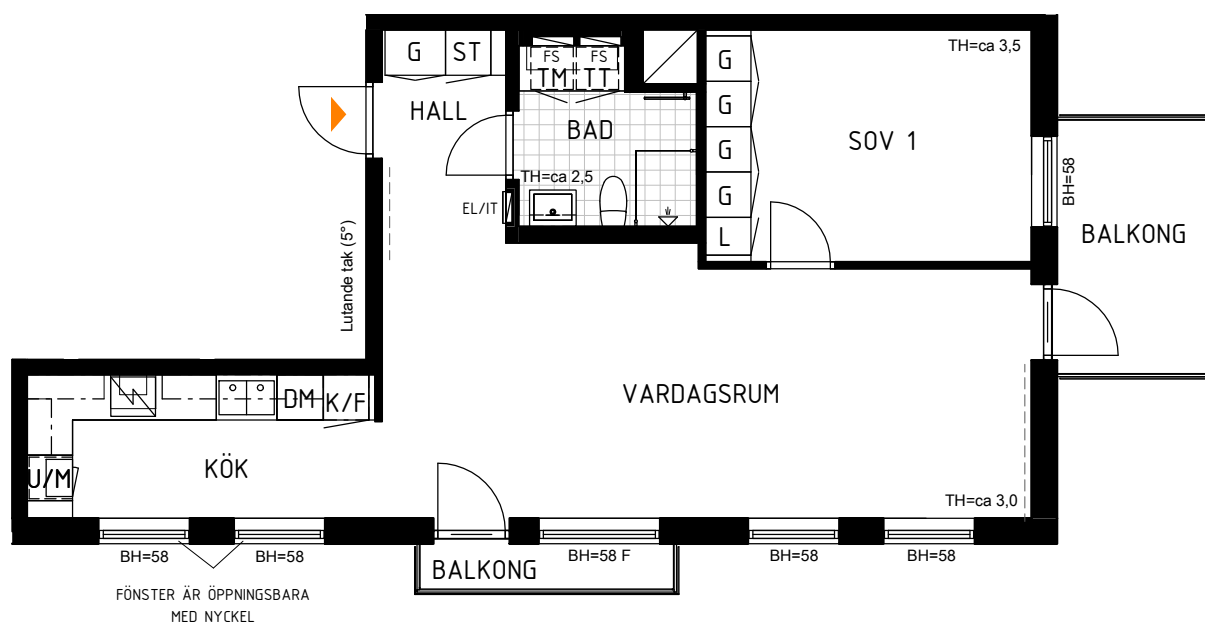 G
ST
FS
FS
TM
TT
G
TH=ca 3,5
HALL
BAD
G
SOV 1
G
TH=ca 2,5
G
BH=58
EL/IT
L
BALKONG
Lutande tak (5°)
VARDAGSRUM
DM
K/F
U/M
KÖK
TH=ca 3,0
BH=58
BH=58
BH=58 F
BH=58
BH=58
BALKONG
FÖNSTER ÄR ÖPPNINGSBARA
MED NYCKEL